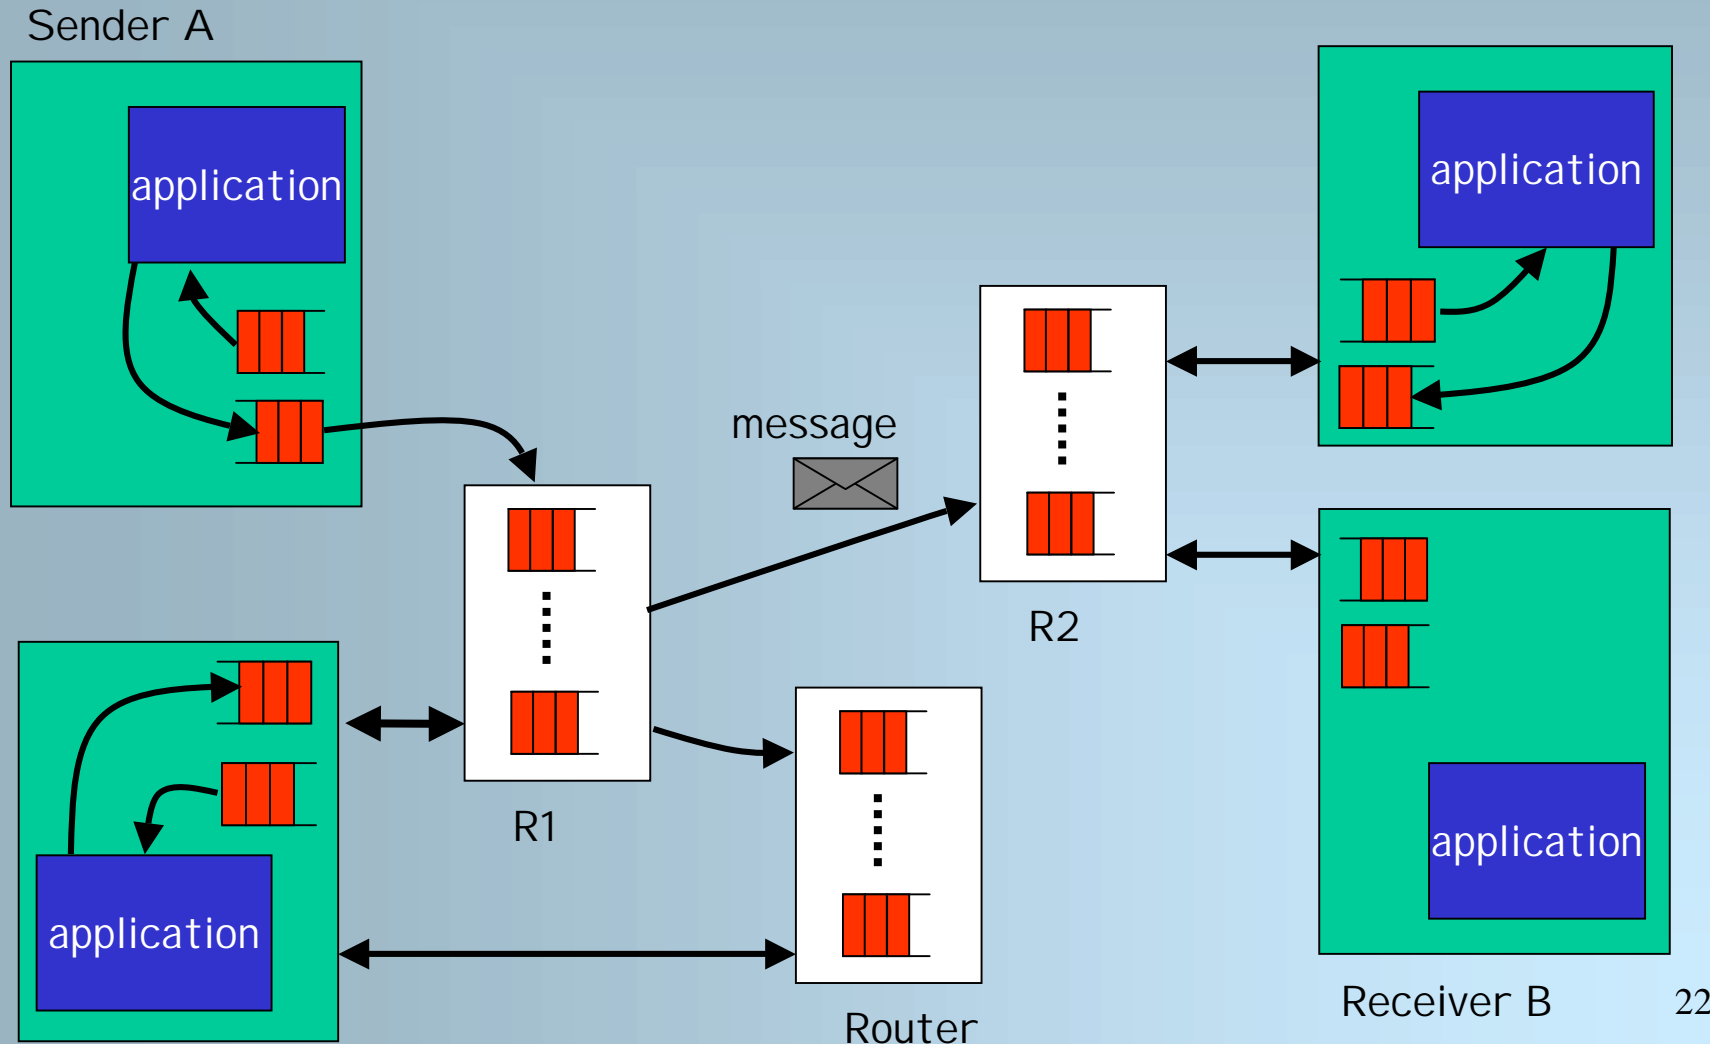 Sender A
application
application
message
R2
R1
application
application
Receiver B
22
Router